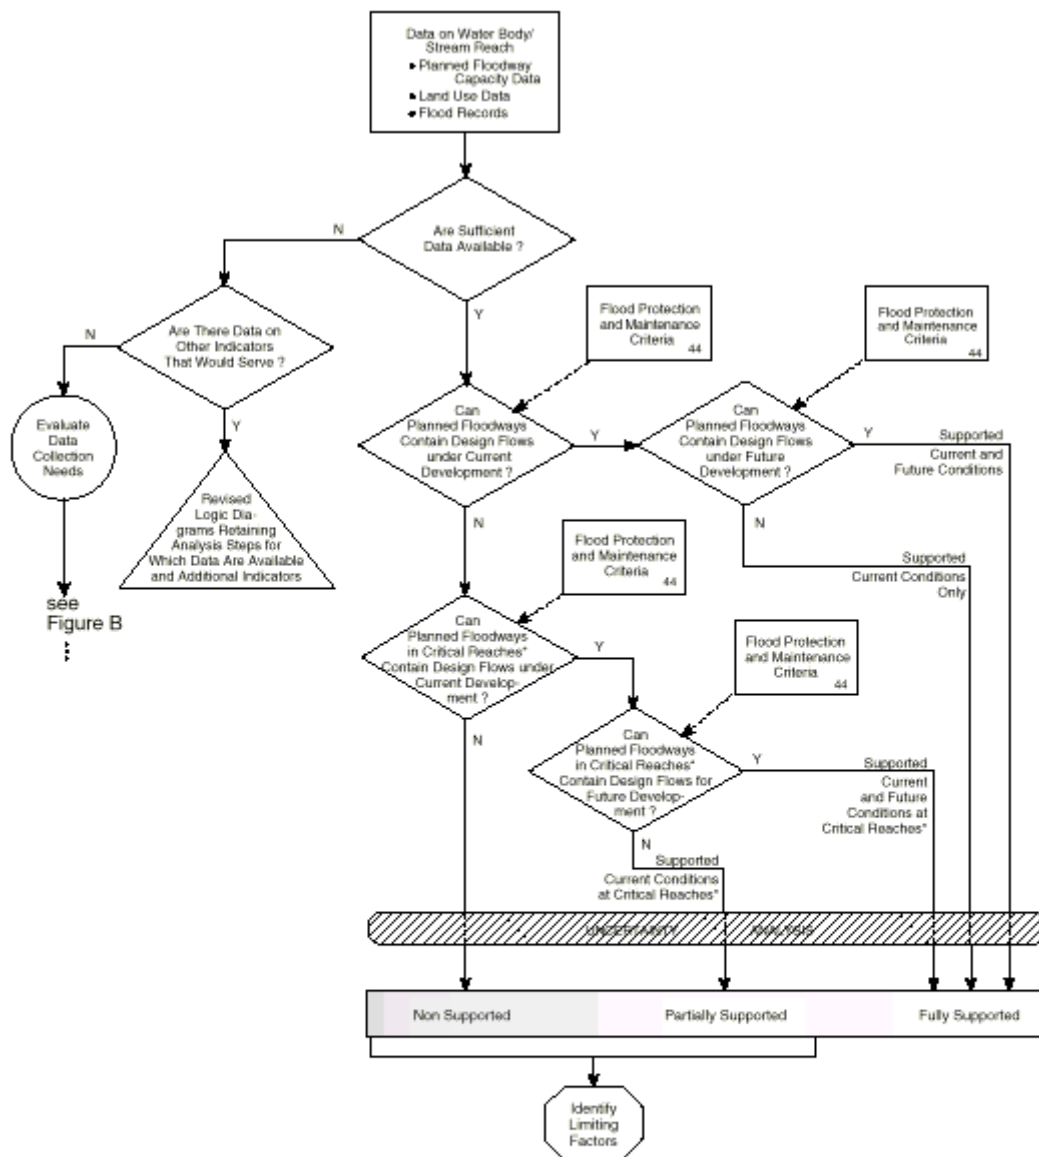 Data on Water Body/
Stream Reach
• Planned Floodway
Capacity Data
• Land Use Data
• Flood Records
Are Sufficient
Data Available ?
N
Y
Are There Data on
Other Indicators
That Would Serve ?
N
Y
Evaluate
Data
Collection
Needs
see
Figure B
Revised
Logic Dia-
grams Retaining
Analysis Steps for
Which Data Are Available
and Additional Indicators
Flood Protection
and Maintenance
Criteria
44
Flood Protection
and Maintenance
Criteria
44
Can
Planned Floodways
Contain Design Flows
under Current
Development ?
Y
N
Can
Planned Floodways
Contain Design Flows
under Future
Development ?
Y
N
Supported
Current and
Future Conditions
Supported
Current Conditions
Only
Flood Protection
and Maintenance
Criteria
44
Can
Planned Floodways
in Critical Reaches*
Contain Design Flows under
Current Develop-
ment ?
Y
N
Flood Protection
and Maintenance
Criteria
44
Can
Planned Floodways
in Critical Reaches*
Contain Design Flows for
Future Develop-
ment ?
Y
N
Supported
Current
and Future
Conditions at
Critical Reaches*
Supported
Current Conditions
at Critical Reaches*
UNCERTAINTY ANALYSIS
Non Supported
Partially Supported
Fully Supported
Identify
Limiting
Factors